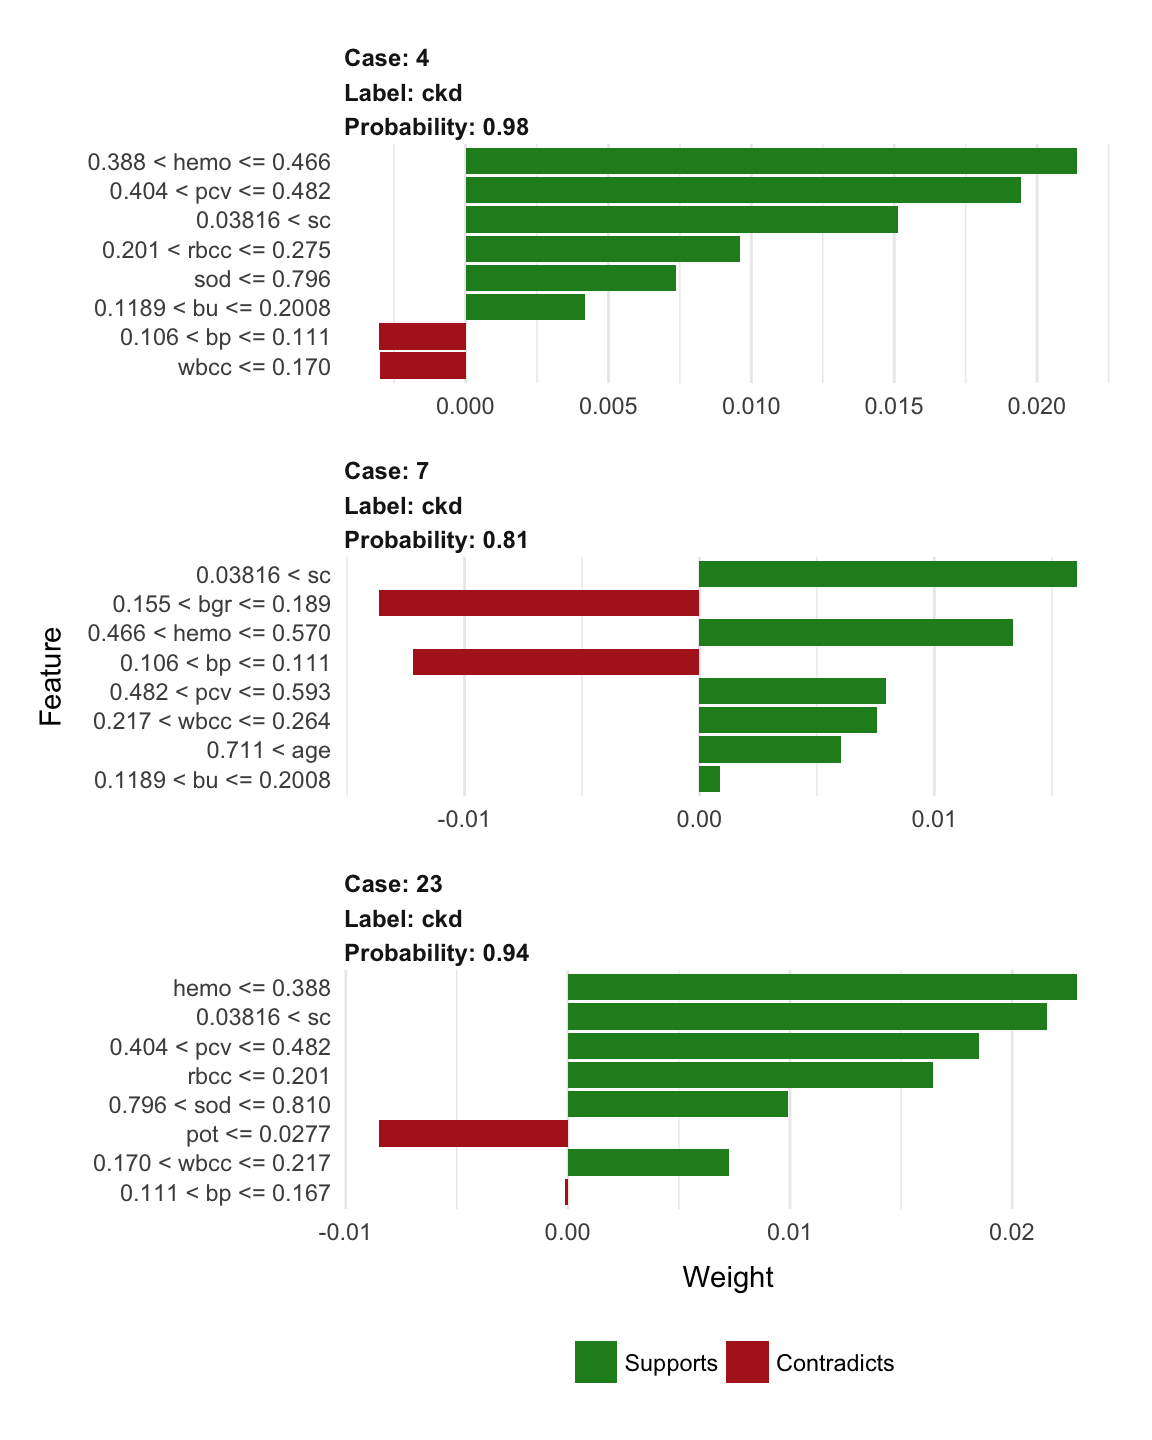 Case: 4
Label: ckd
Probability: 0.98
0.388 < hemo <= 0.466
0.404 < pcv <= 0.482
0.03816 < sc
0.201 < rbcc <= 0.275
sod <= 0.796
0.1189 < bu <= 0.2008
0.106 < bp <= 0.111
wbcc <= 0.170
0.000 0.005 0.010 0.015 0.020
Case: 7
Label: ckd
Probability: 0.81
0.03816 < sc
0.155 < bgr <= 0.189
0.466 < hemo <= 0.570
0.106 < bp <= 0.111
0.482 < pcv <= 0.593
0.217 < wbcc <= 0.264
0.711 < age
0.1189 < bu <= 0.2008
-0.01 0.00 0.01
Feature
Case: 23
Label: ckd
Probability: 0.94
hemo <= 0.388
0.03816 < sc
0.404 < pcv <= 0.482
rbcc <= 0.201
0.796 < sod <= 0.810
pot <= 0.0277
0.170 < wbcc <= 0.217
0.111 < bp <= 0.167
-0.01 0.00 0.01 0.02
Weight
Supports Contradicts